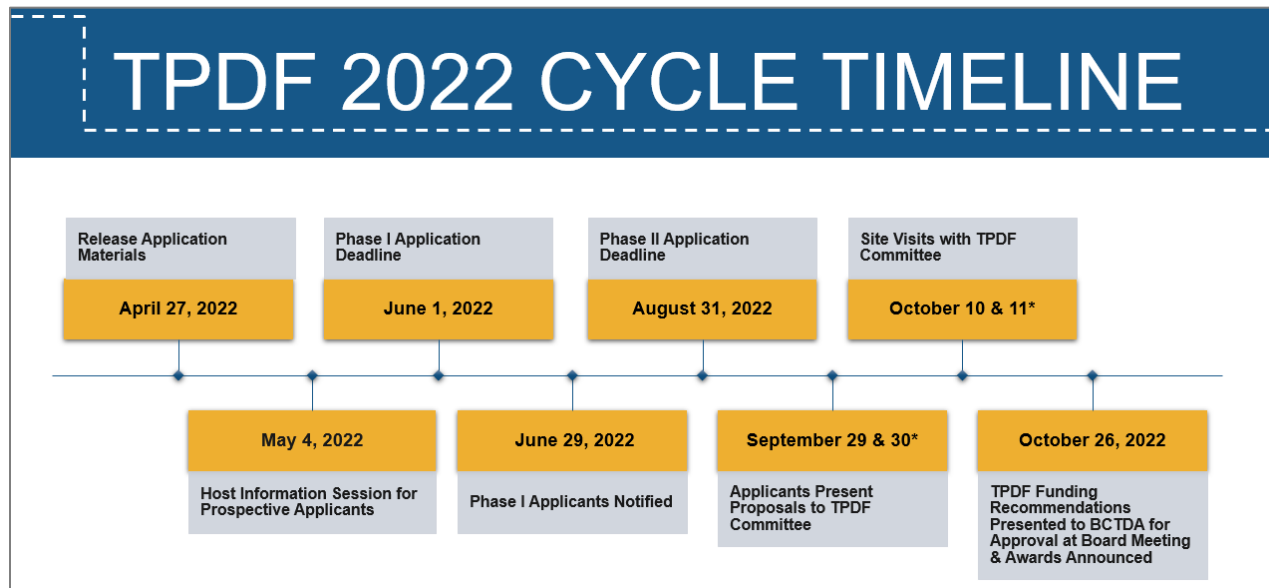 TPDF 2022 CYCLE TIMELINE
Release Application
Materials
April 27, 2022
May 4, 2022
Host Information Session for
Prospective Applicants
Phase I Application
Deadline
June 1, 2022
June 29, 2022
Phase I Applicants Notified
Phase II Application
Deadline
August 31, 2022
September 29 & 30*
Applicants Present
Proposals to TPDF
Committee
Site Visits with TPDF
Committee
October 10 & 11*
October 26, 2022
TPDF Funding
Recommendations
Presented to BCTDA for
Approval at Board Meeting
& Awards Announced